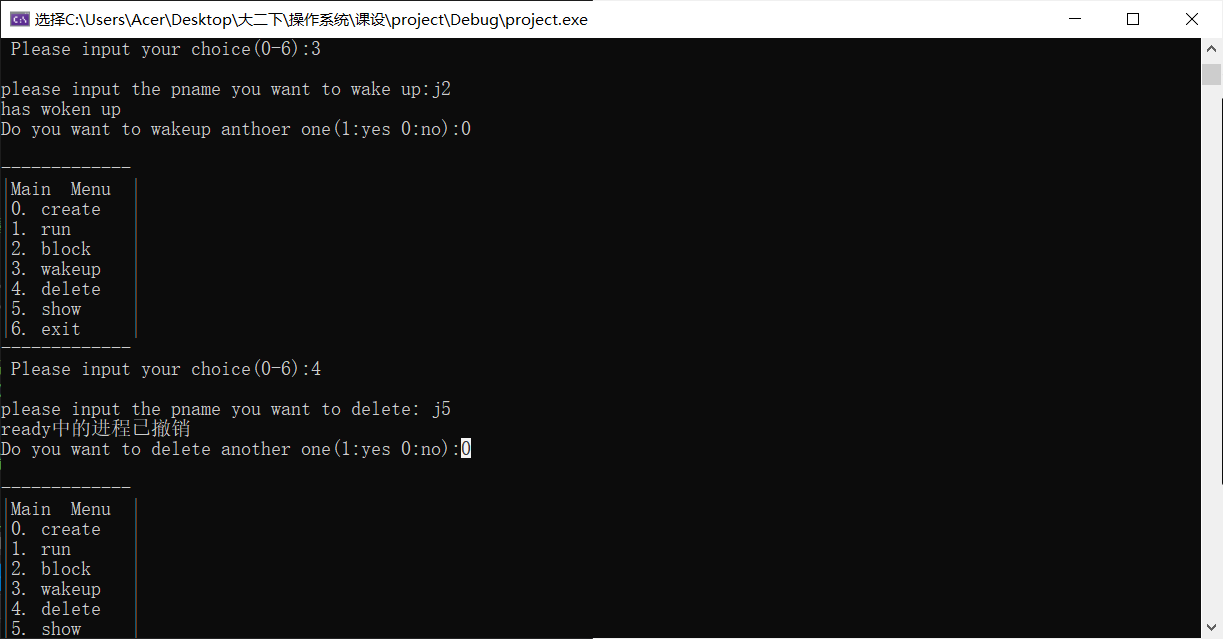 选择C:\Users\Acer\Desktop\大二下\操作系统\课设\project\Debug\project.exe
Please input your choice(0-6):3
please input the pname you want to wake up:j2
has woken up
Do you want to wakeup anthoer one(1:yes 0:no):0
-------------
Main  Menu
0. create
1. run
2. block
3. wakeup
4. delete
5. show
6. exit
-------------
Please input your choice(0-6):4
please input the pname you want to delete: j5
ready中的进程已撤销
Do you want to delete another one(1:yes 0:no):0
-------------
Main  Menu
0. create
1. run
2. block
3. wakeup
4. delete
5. show